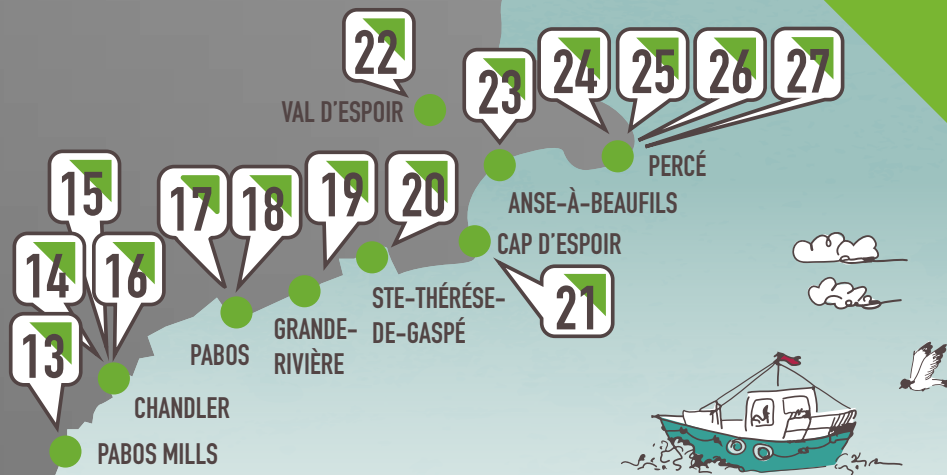 22
23
24
25
26
27
VAL D'ESPOIR
PERCÉ
15
17
18
19
20
ANSE-À-BEAUFILS
CAP D'ESPOIR
14
16
21
STE-THÉRÉSE-
DE-GASPÉ
GRANDE-
RIVIÈRE
PABOS
13
CHANDLER
PABOS MILLS